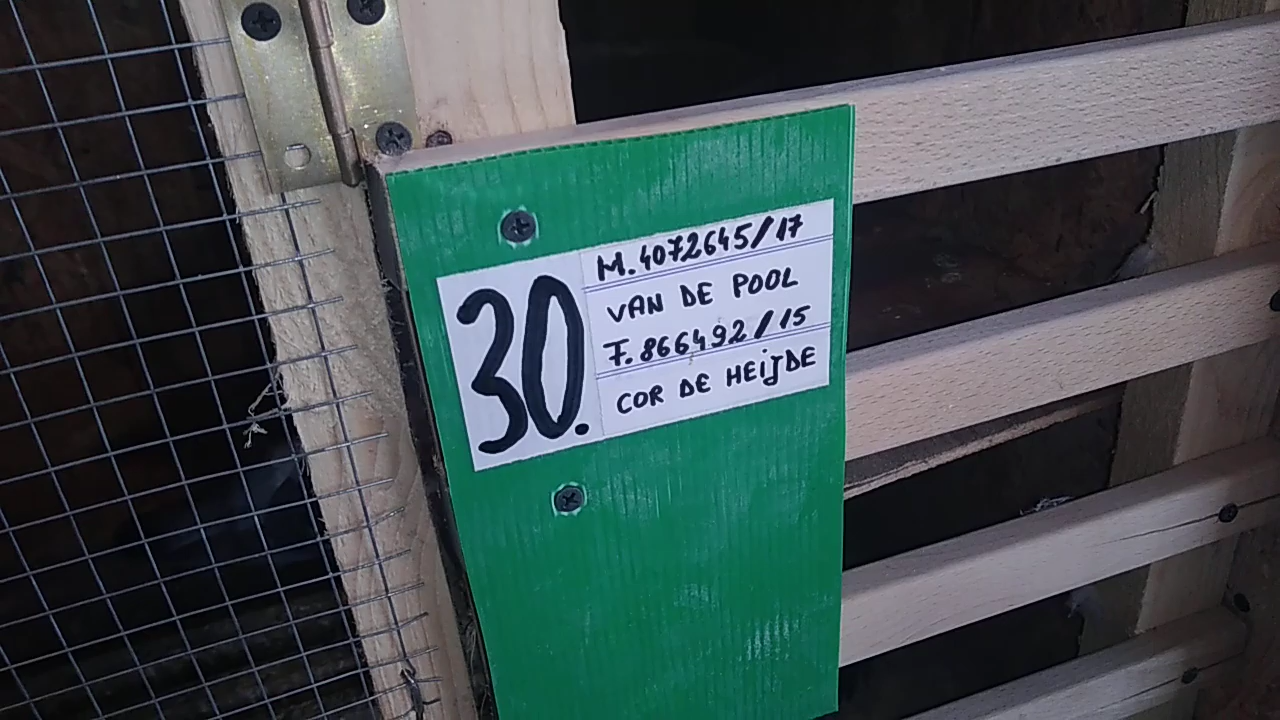 30.
M.4072645/17
VAN DE POOL
F.866492/15
COR DE HEIJDE